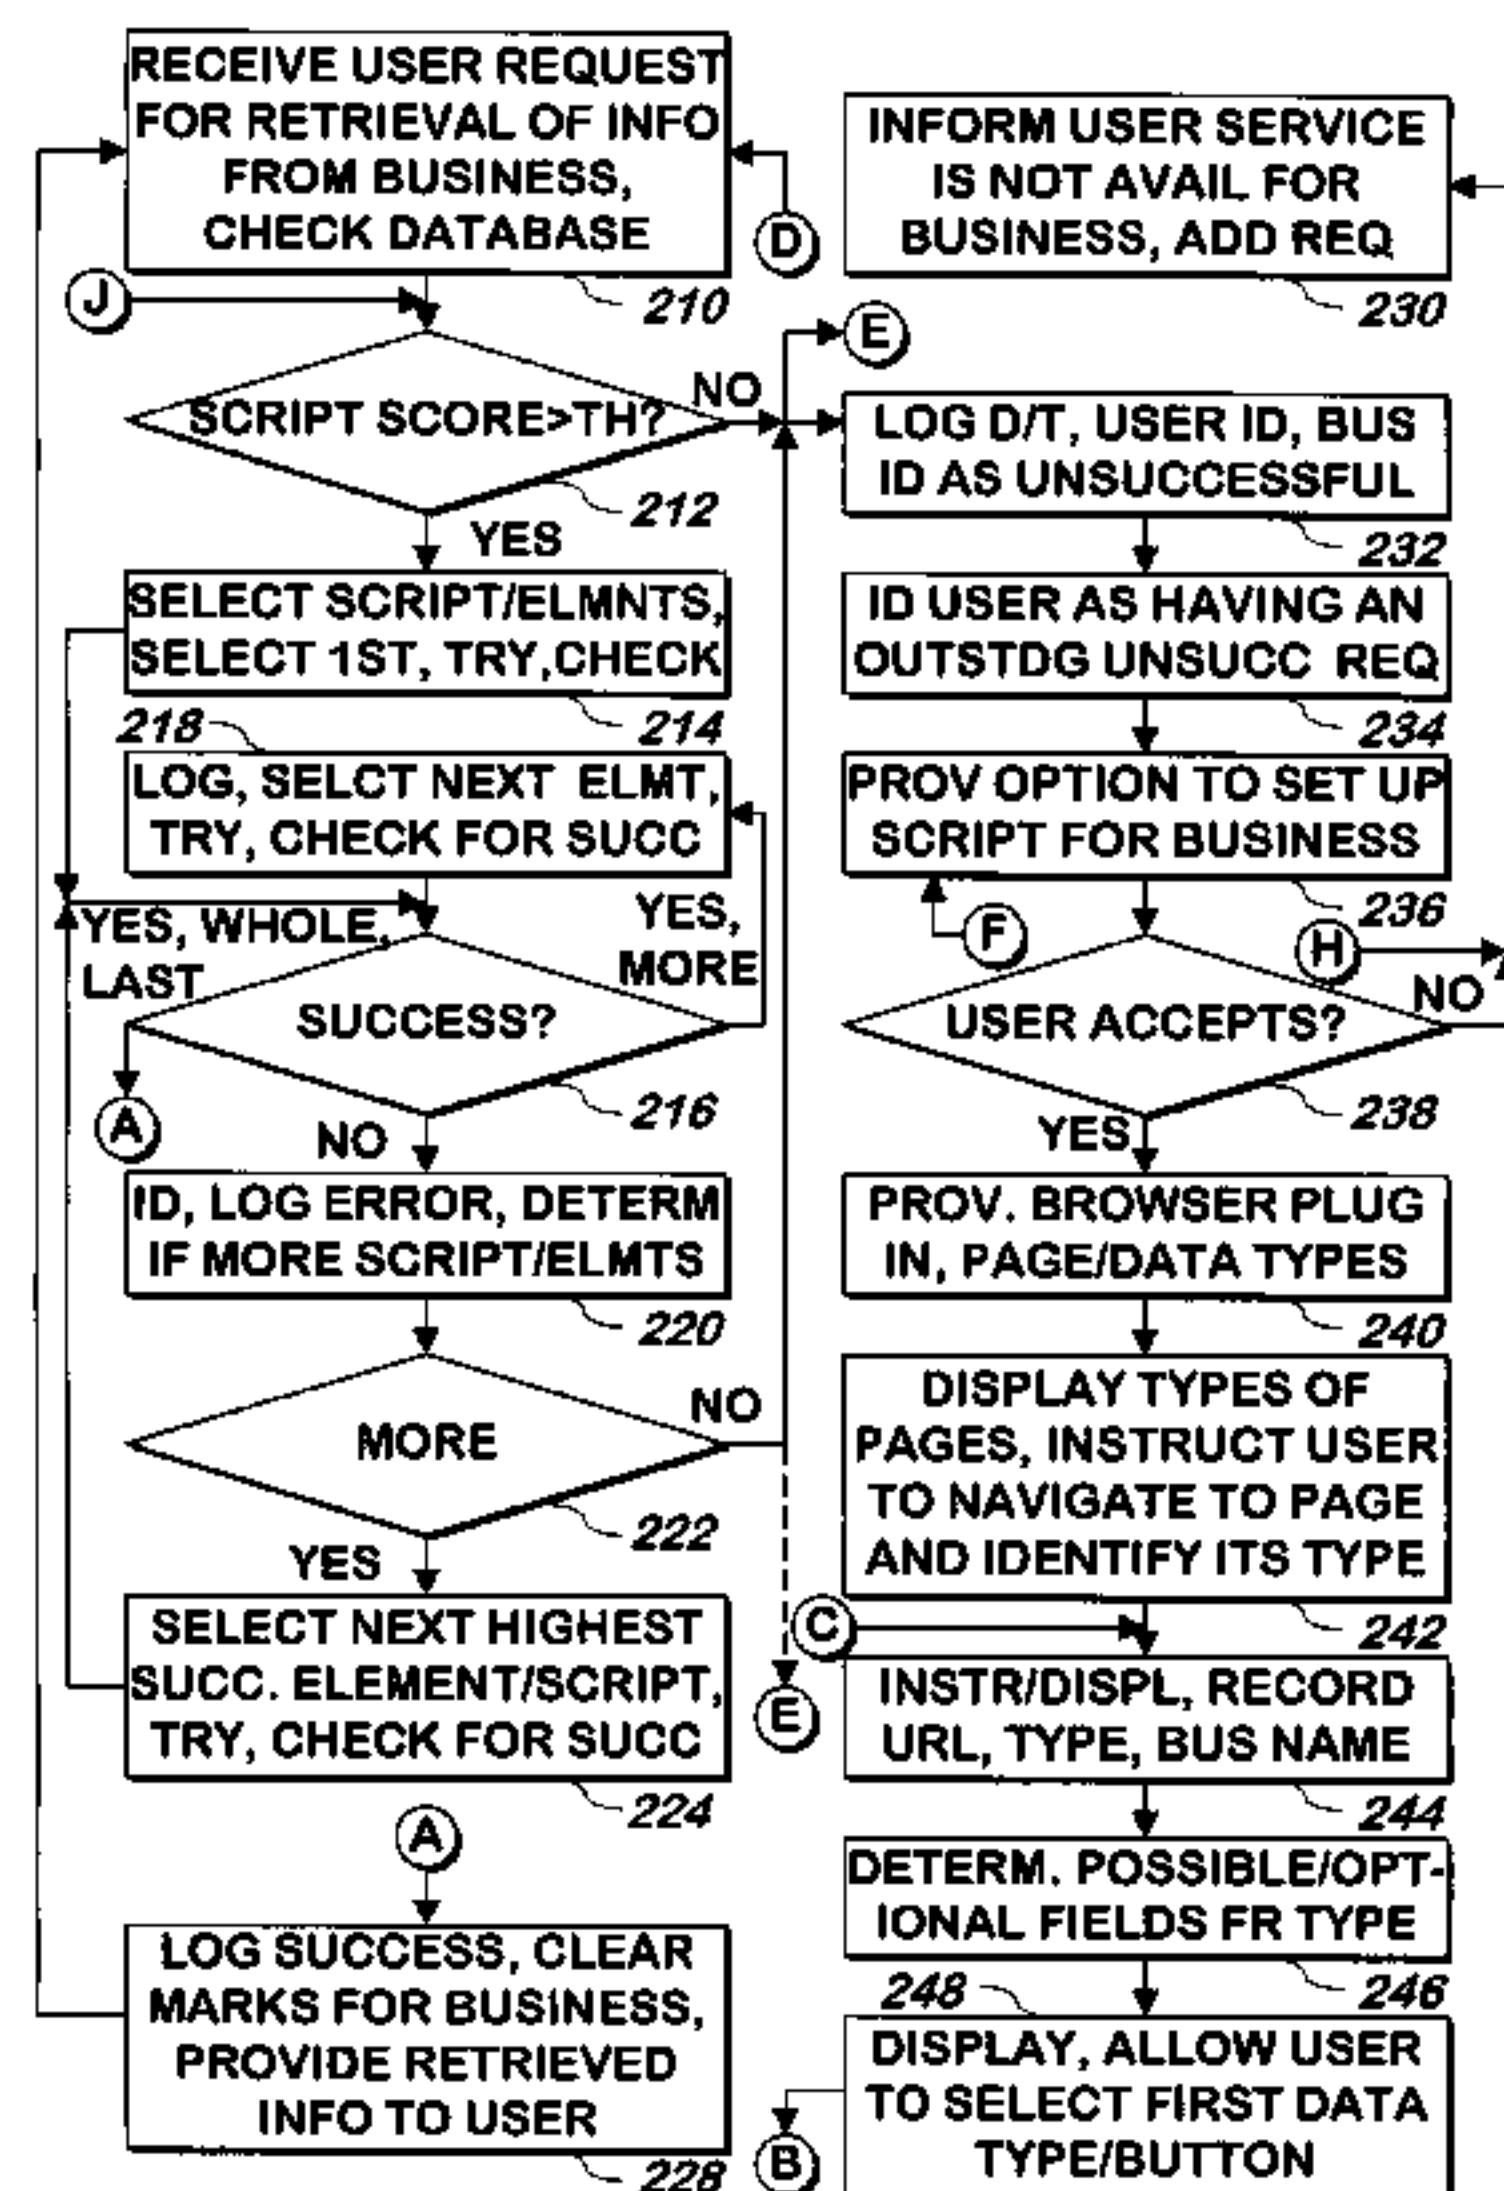 RECEIVE USER REQUEST
FOR RETRIEVAL OF INFO
FROM BUSINESS,
CHECK DATABASE
D
J
210
SCRIPT SCORE>TH?
NO
212
YES
SELECT SCRIPT/ELMNTS,
SELECT 1ST, TRY,CHECK
214
218
LOG, SELCT NEXT ELMT,
TRY, CHECK FOR SUCC
YES, WHOLE,
LAST
YES,
MORE
SUCCESS?
216
A
NO
ID, LOG ERROR, DETERM
IF MORE SCRIPT/ELMTS
220
MORE
NO
222
YES
SELECT NEXT HIGHEST
SUCC. ELEMENT/SCRIPT,
TRY, CHECK FOR SUCC
224
E
A
LOG SUCCESS, CLEAR
MARKS FOR BUSINESS,
PROVIDE RETRIEVED
INFO TO USER
228
INFORM USER SERVICE
IS NOT AVAIL FOR
BUSINESS, ADD REQ
230
E
LOG D/T, USER ID, BUS
ID AS UNSUCCESSFUL
232
ID USER AS HAVING AN
OUTSTDG UNSUCC REQ
234
PROV OPTION TO SET UP
SCRIPT FOR BUSINESS
236
F
H
USER ACCEPTS?
NO
238
YES
PROV. BROWSER PLUG
IN, PAGE/DATA TYPES
240
DISPLAY TYPES OF
PAGES, INSTRUCT USER
TO NAVIGATE TO PAGE
AND IDENTIFY ITS TYPE
242
C
INSTR/DISPL, RECORD
URL, TYPE, BUS NAME
244
DETERM. POSSIBLE/OPT-
IONAL FIELDS FR TYPE
246
248
DISPLAY, ALLOW USER
TO SELECT FIRST DATA
TYPE/BUTTON
B